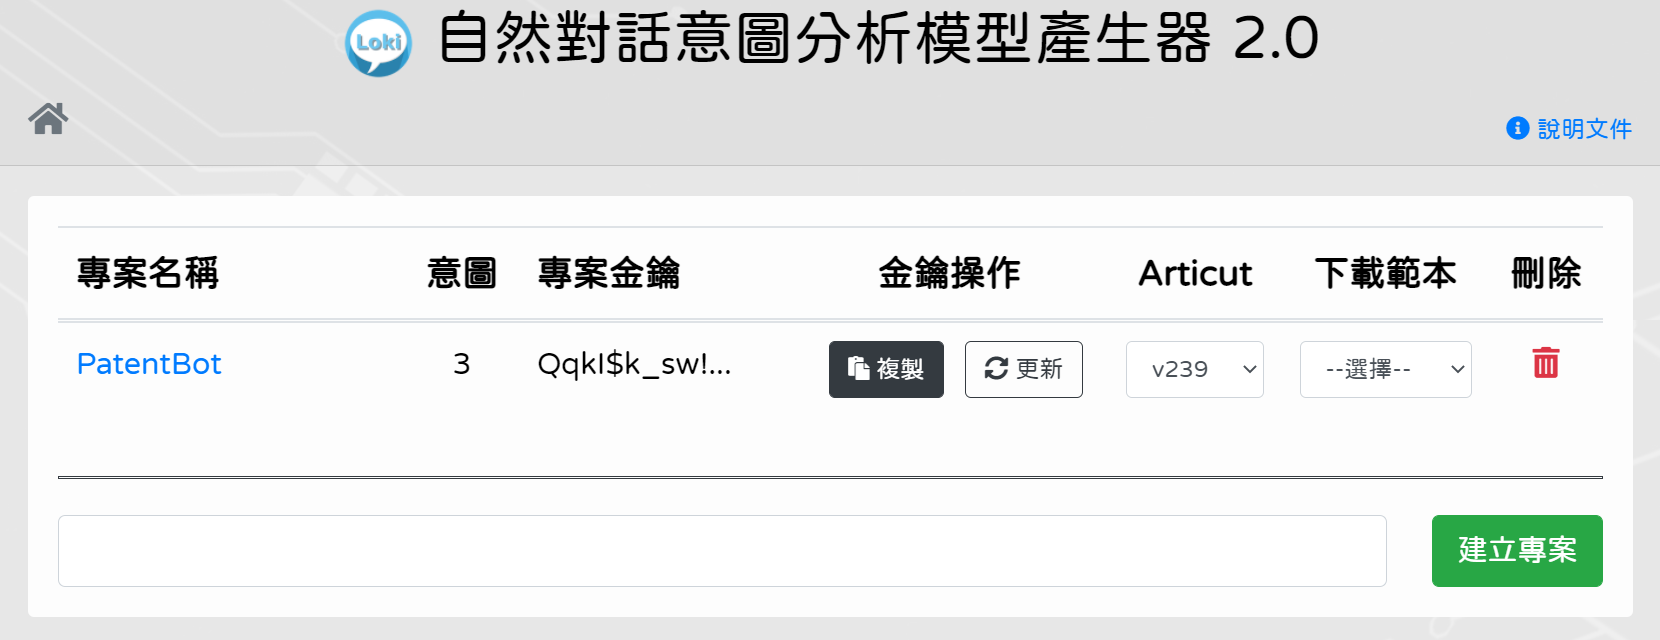 Loki 自然對話意圖分析模型產生器 2.0
說明文件
專案名稱 意圖 專案金鑰 金鑰操作 Articut 下載範本 刪除
PatentBot 3 QqkI$k_sw!... 複製 更新 v239 --選擇--
建立專案